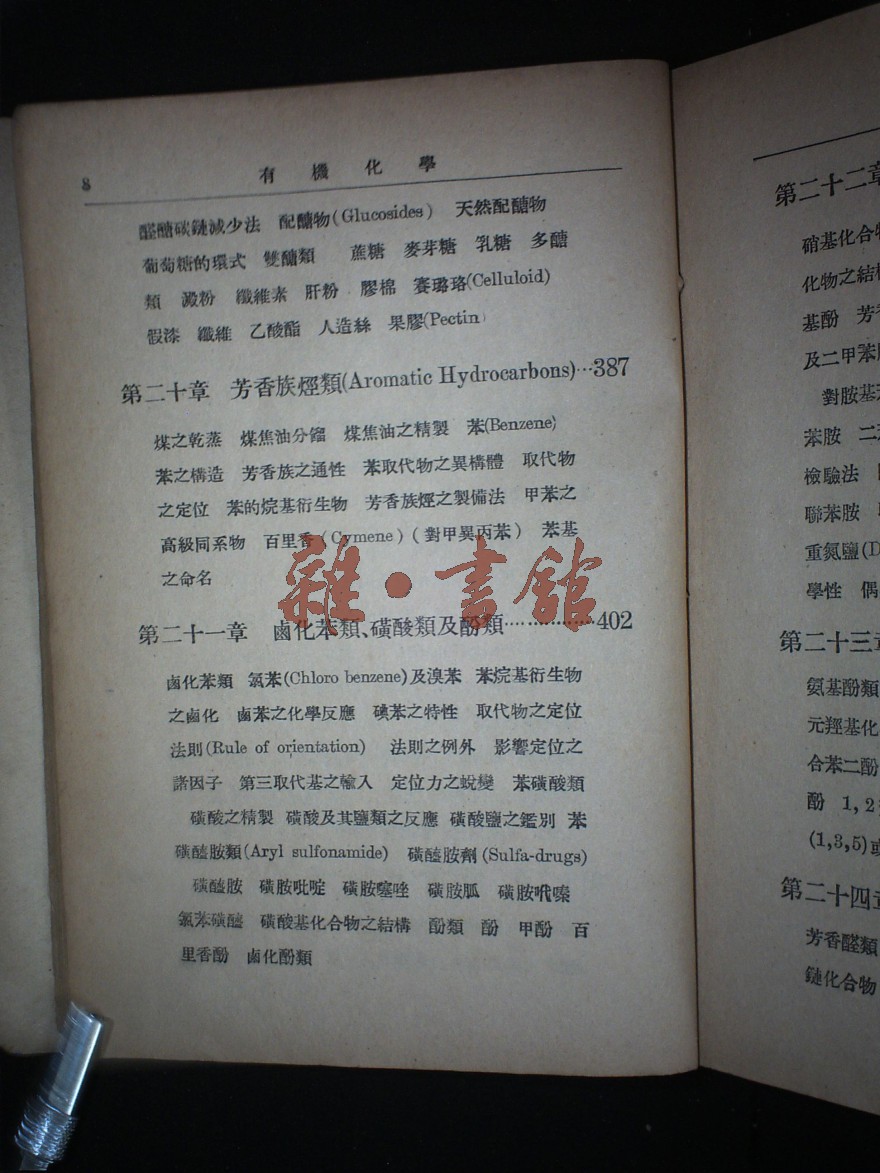 8
有機化學
醛醣碳鏈減少法 配醣物(Glucosides) 天然配醣物
葡萄糖的環式 雙醣類 蔗糖 麥芽糖 乳糖 多醣
類 澱粉 纖維素 肝粉 膠棉 賽璐珞(Celluloid)
假漆 纖維 乙酸酯 人造絲 果膠(Pectin)
第二十章 芳香族烴類(Aromatic Hydrocarbons)…387
煤之乾蒸 煤焦油分餾 煤焦油之精製 苯(Benzene)
苯之構造 芳香族之通性 苯取代物之異構體 取代物
之定位 苯的烷基衍生物 芳香族烴之製備法 甲苯之
高級同系物 百里香(Cymene)(對甲異丙苯) 苯基
之命名
雜·書館
第二十一章 鹵化苯類、磺酸類及酚類……………402
鹵化苯類 氯苯(Chloro benzene)及溴苯 苯烷基衍生物
之鹵化 鹵苯之化學反應 碘苯之特性 取代物之定位
法則(Rule of orientation) 法則之例外 影響定位之
諸因子 第三取代基之輸入 定位力之蛻變 苯磺酸類
磺酸之精製 磺酸及其鹽類之反應 磺酸鹽之鑑別 苯
磺醯胺類(Aryl sulfonamide) 磺醯胺劑(Sulfa-drugs)
磺醯胺 磺胺吡啶 磺胺噻唑 磺胺胍 磺胺嘧嗪
氯苯磺醯 磺酸基化合物之結構 酚類 酚 甲酚 百
里香酚 鹵化酚類
第二十二章
硝基化合物
化物之結構
基酚 芳香
及二甲苯胺
對胺基苯
苯胺 二苯
檢驗法
聯苯胺
重氮鹽(D
學性 偶
第二十三章
氨基酚類
元羥基化
合苯二酚
酚 1,2
(1,3,5)或
第二十四章
芳香醛類
鏈化合物